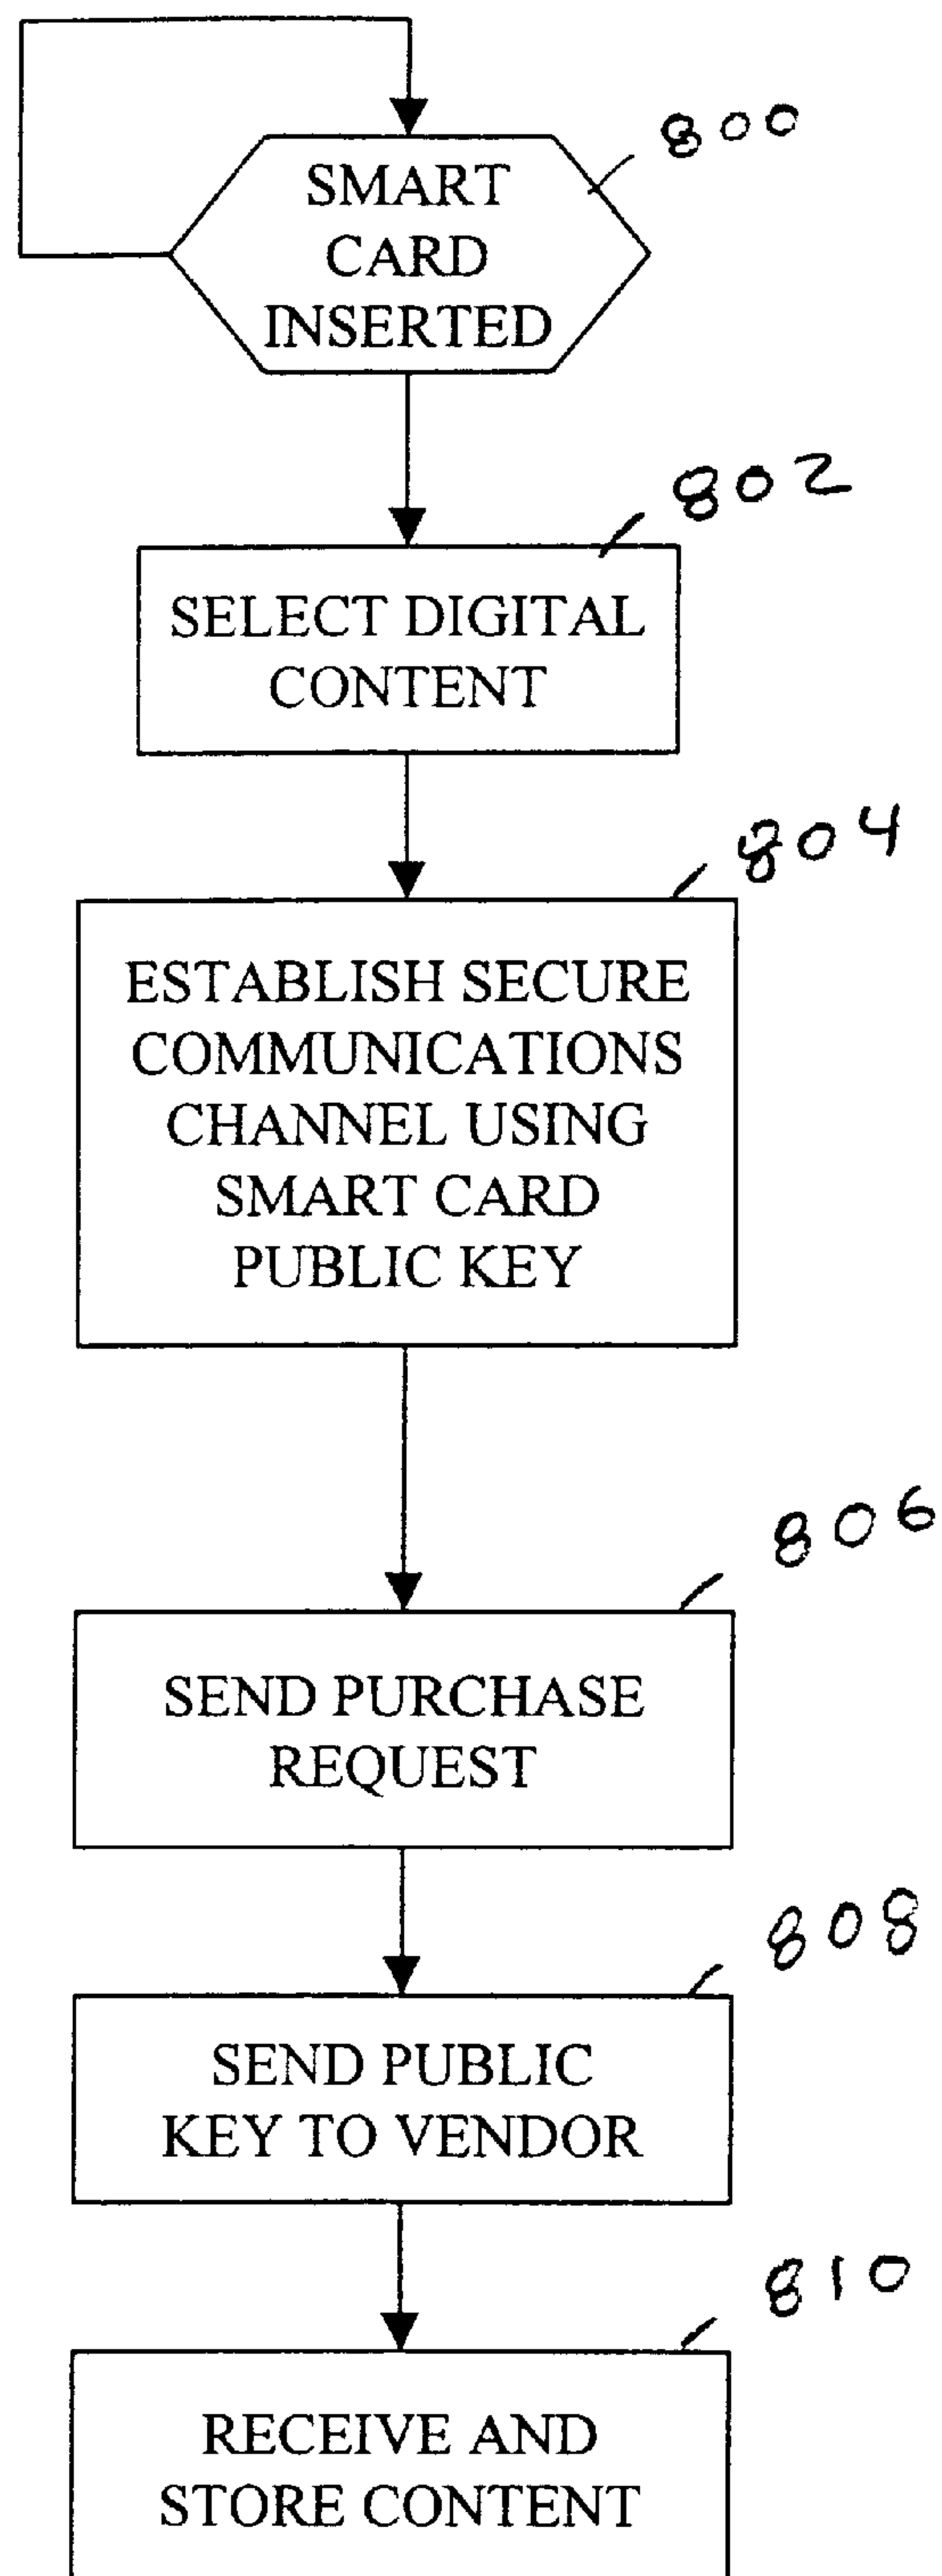 800
SMART
CARD
INSERTED
802
SELECT DIGITAL
CONTENT
804
ESTABLISH SECURE
COMMUNICATIONS
CHANNEL USING
SMART CARD
PUBLIC KEY
806
SEND PURCHASE
REQUEST
808
SEND PUBLIC
KEY TO VENDOR
810
RECEIVE AND
STORE CONTENT